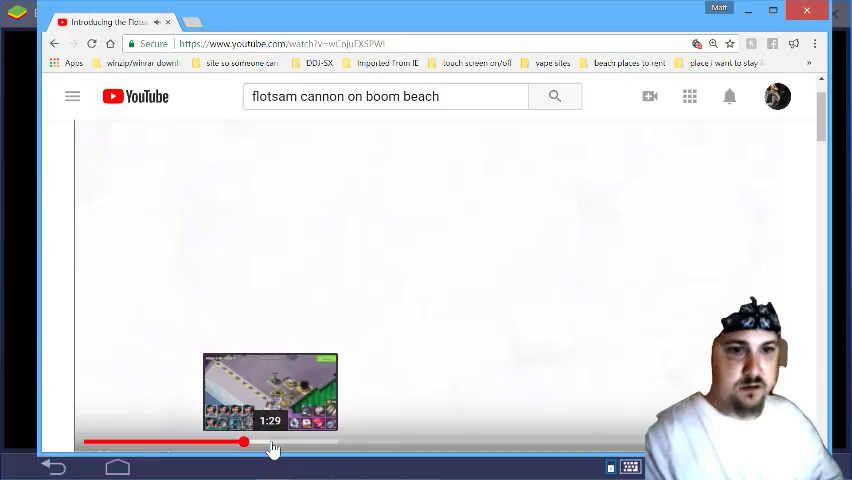 Matt
Introducing the Flotsa
Secure
https://www.youtube.com/watch?v=wCnjuFXSPWI
Apps
winzip/winrar downl
site so someone can
DDJ-SX
Imported From IE
touch screen on/off
vape sites
beach places to rent
place i want to stay f
»
YouTube
flotsam cannon on boom beach
1:29